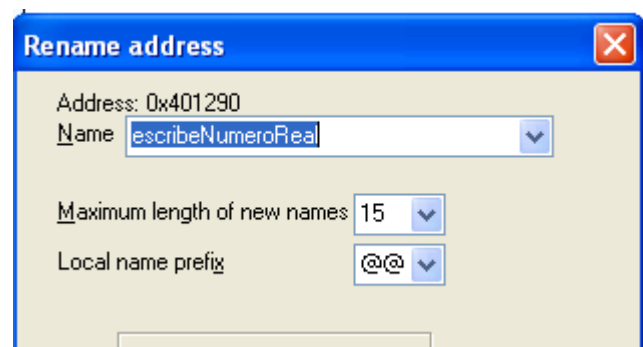 Rename address
Address: 0x401290
Name escribeNumeroReal
Maximum length of new names 15
Local name prefix @@